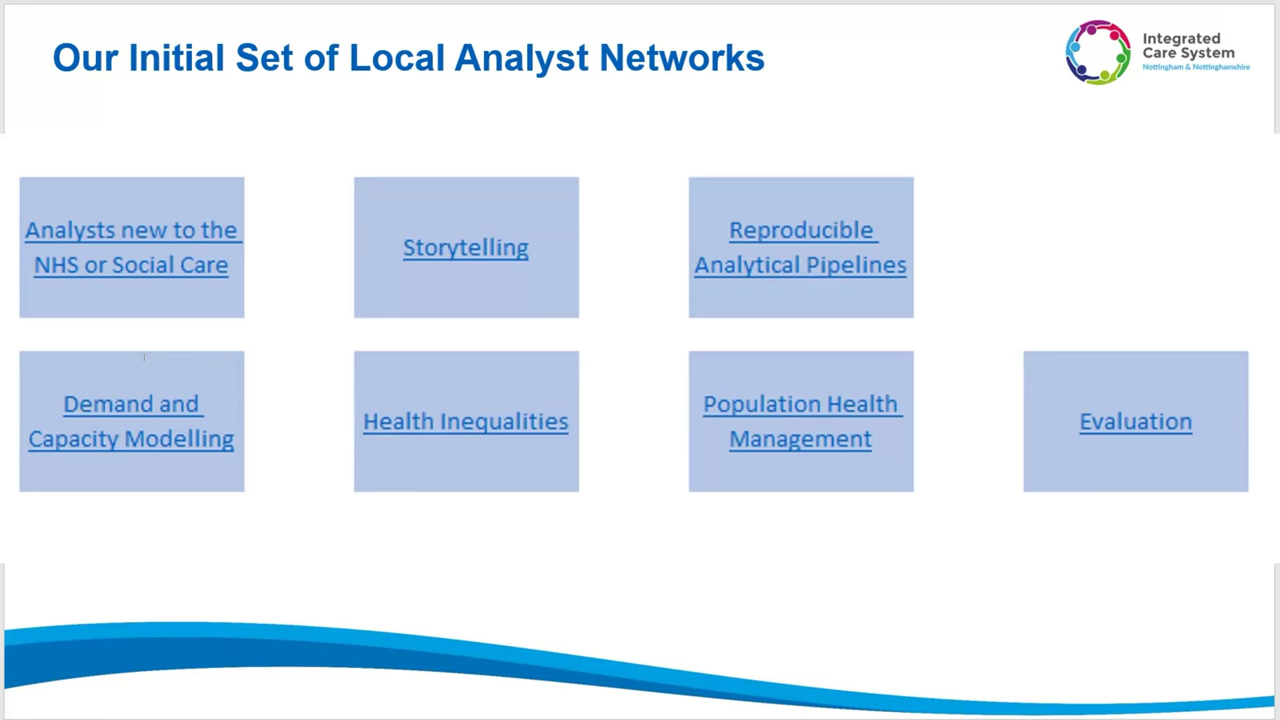 Our Initial Set of Local Analyst Networks
Integrated
Care System
Nottingham & Nottinghamshire
Analysts new to the
NHS or Social Care
Storytelling
Reproducible
Analytical Pipelines
Demand and
Capacity Modelling
Health Inequalities
Population Health
Management
Evaluation